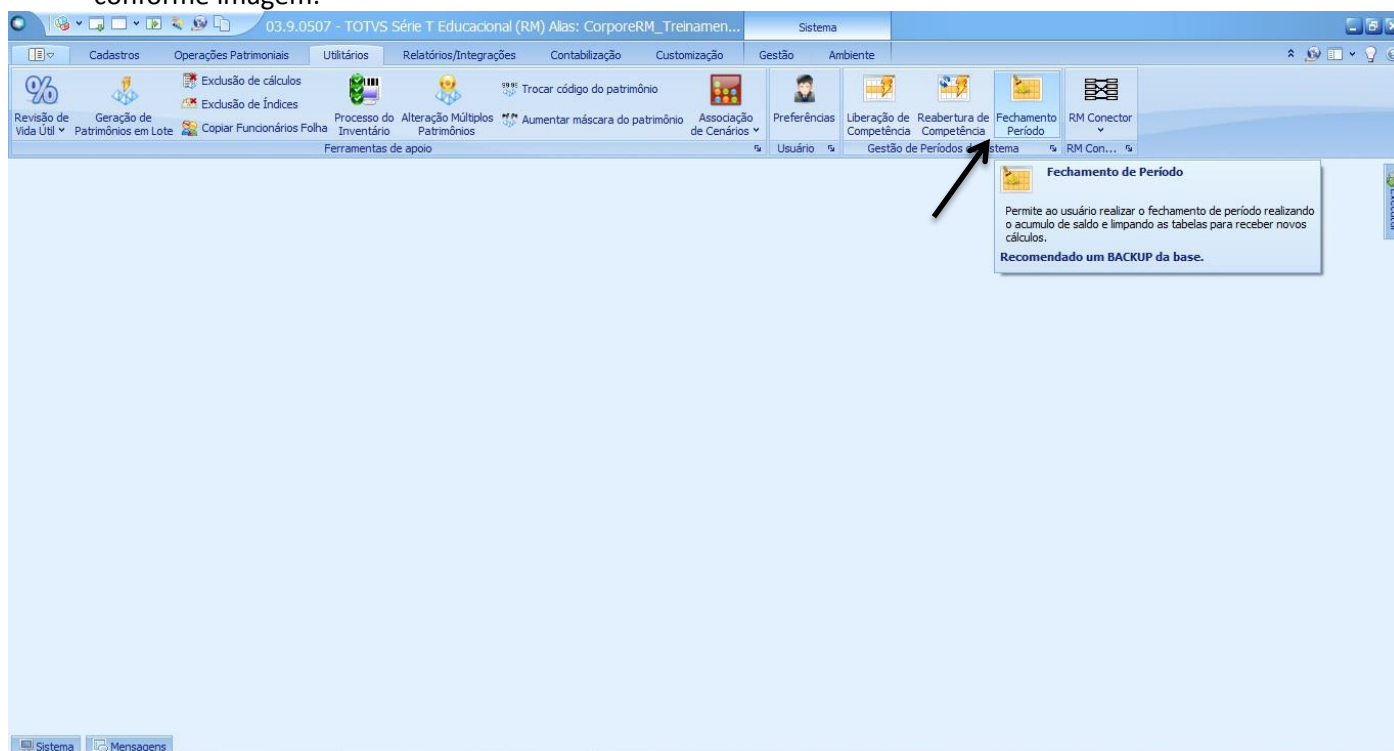 conforme imagem:
03.9.0507 - TOTVS Série T Educacional (RM) Alias: CorporeRM_Treinamen...
Sistema
Cadastros Operações Patrimoniais Utilitários Relatórios/Integrações Contabilização Customização Gestão Ambiente
Revisão de
Vida Útil
Geração de
Patrimônios em Lote
Exclusão de cálculos
Exclusão de Índices
Copiar Funcionários Folha
Processo do
Inventário
Alteração Múltiplos
Patrimônios
Trocar código do patrimônio
Aumentar máscara do patrimônio
Associação
de Cenários
Preferências
Liberação de
Competência
Reabertura de
Competência
Fechamento
Período
RM Conector
Ferramentas de apoio
Usuário
Gestão de Períodos stema
RM Con...
Fechamento de Período
Permite ao usuário realizar o fechamento de período realizando
o acumulo de saldo e limpando as tabelas para receber novos
cálculos.
Recomendado um BACKUP da base.
Sistema Mensagens